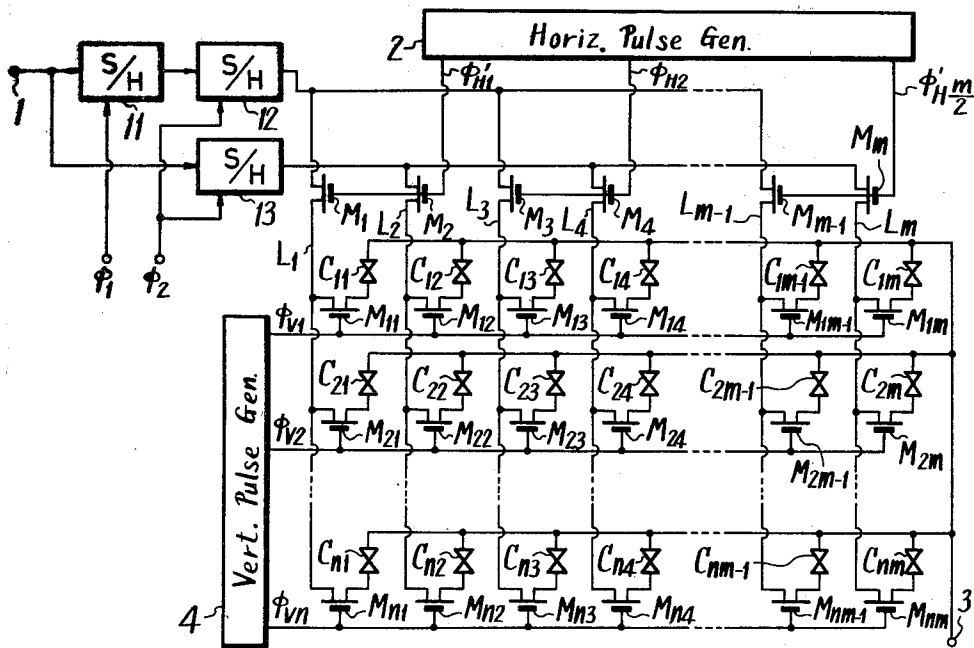 Horiz. Pulse Gen.
2
S/H
S/H
ϕ'H1
ϕH2
ϕ'H m/2
1
11
12
Mm
S/H
13
M1
L2
M2
L3
M3
L4
M4
Lm-1
Mm-1
Lm
L1
ϕ1
ϕ2
C11
C12
C13
C14
C1m-1
C1m
ϕV1
M11
M12
M13
M14
M1m-1
M1m
C21
C22
C23
C24
C2m-1
C2m
ϕV2
M21
M22
M23
M24
M2m-1
M2m
Vert. Pulse Gen.
4
Cn1
Cn2
Cn3
Cn4
Cnm-1
Cnm
ϕVn
Mn1
Mn2
Mn3
Mn4
Mnm-1
Mnm
3